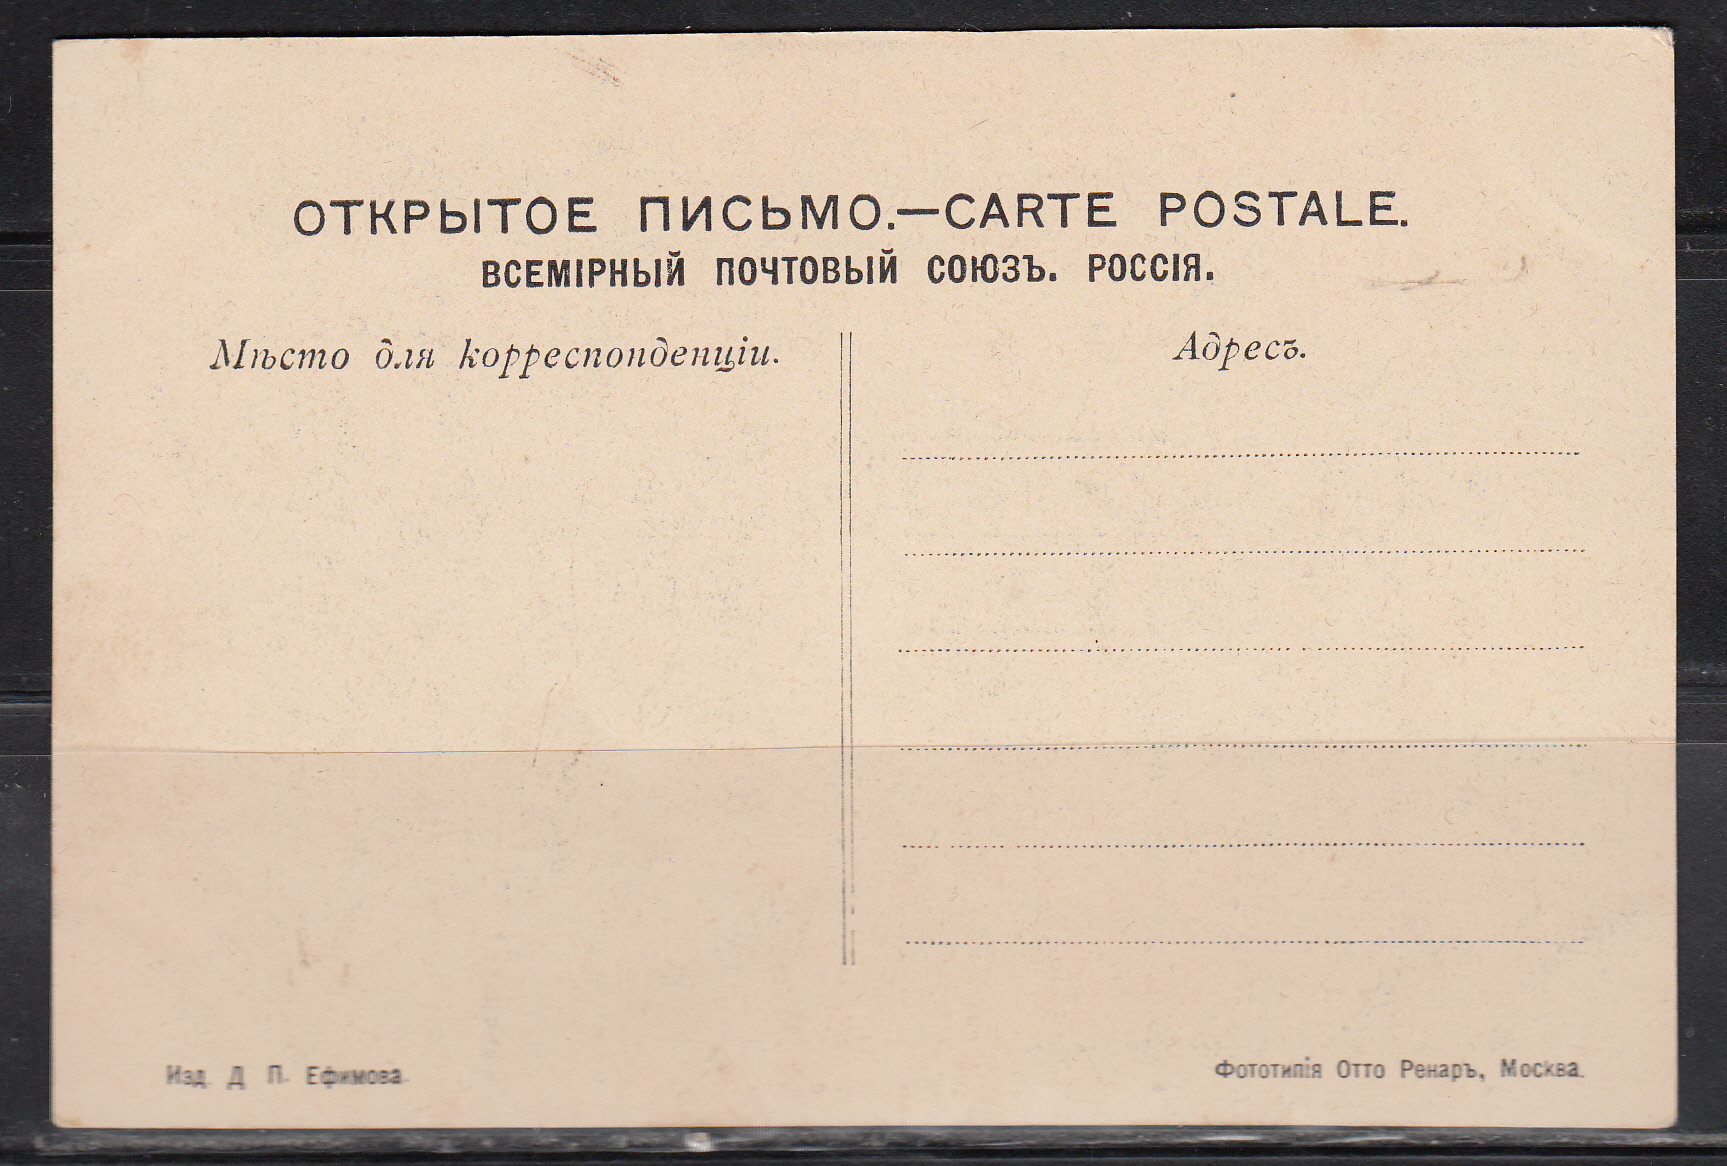 ОТКРЫТОЕ ПИСЬМО.—CARTE POSTALE.
ВСЕМІРНЫЙ ПОЧТОВЫЙ СОЮЗЪ. РОССІЯ.
Мѣсто для корреспонденціи.
Адресъ.
Изд. Д. П. Ефимова.
Фототипія Отто Ренаръ, Москва.